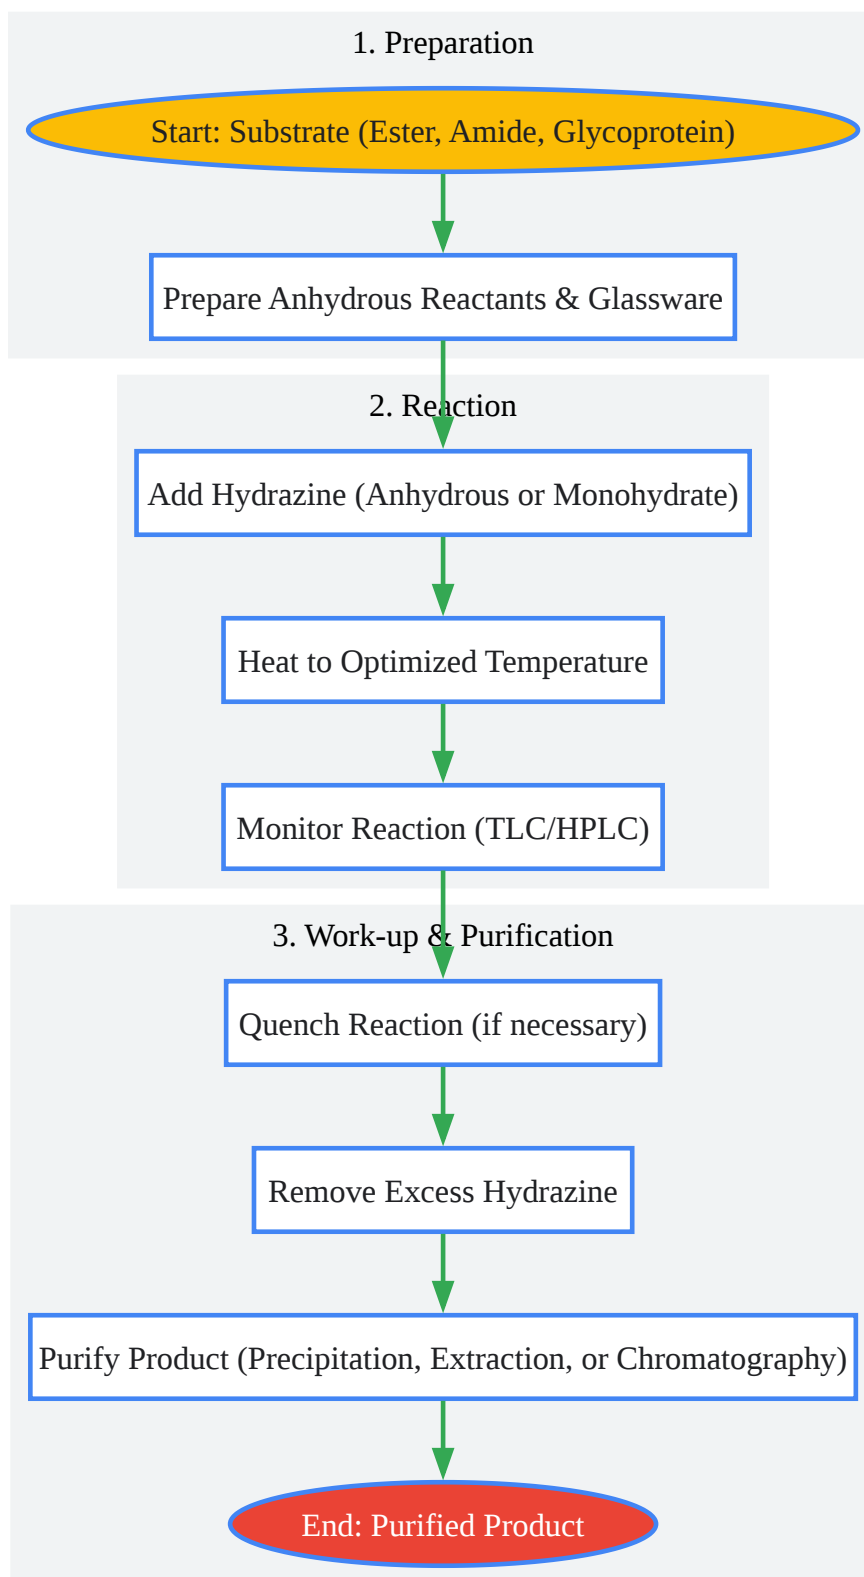 1. Preparation
Start: Substrate (Ester, Amide, Glycoprotein)
Prepare Anhydrous Reactants & Glassware
2. Reaction
Add Hydrazine (Anhydrous or Monohydrate)
Heat to Optimized Temperature
Monitor Reaction (TLC/HPLC)
3. Work-up & Purification
Quench Reaction (if necessary)
Remove Excess Hydrazine
Purify Product (Precipitation, Extraction, or Chromatography)
End: Purified Product